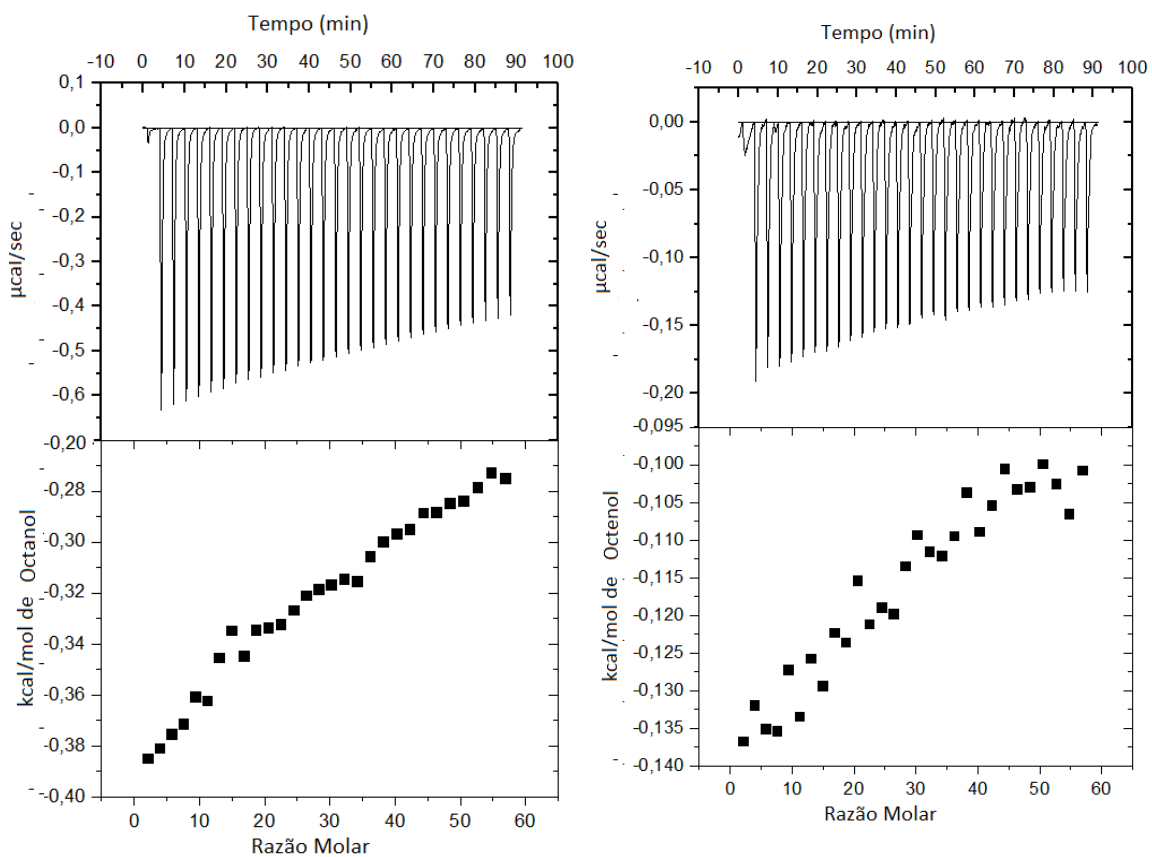 Tempo (min)
-10 0 10 20 30 40 50 60 70 80 90 100
0,1
0,0
-0,1
-0,2
-0,3
-0,4
-0,5
-0,6
µcal/sec
-0,20
-0,28
-0,30
-0,32
-0,34
-0,36
-0,38
-0,40
kcal/mol de Octanol
0 10 20 30 40 50 60
Razão Molar
Tempo (min)
-10 0 10 20 30 40 50 60 70 80 90 100
0,00
-0,05
-0,10
-0,15
-0,20
µcal/sec
-0,095
-0,100
-0,105
-0,110
-0,115
-0,120
-0,125
-0,130
-0,135
-0,140
kcal/mol de Octenol
0 10 20 30 40 50 60
Razão Molar